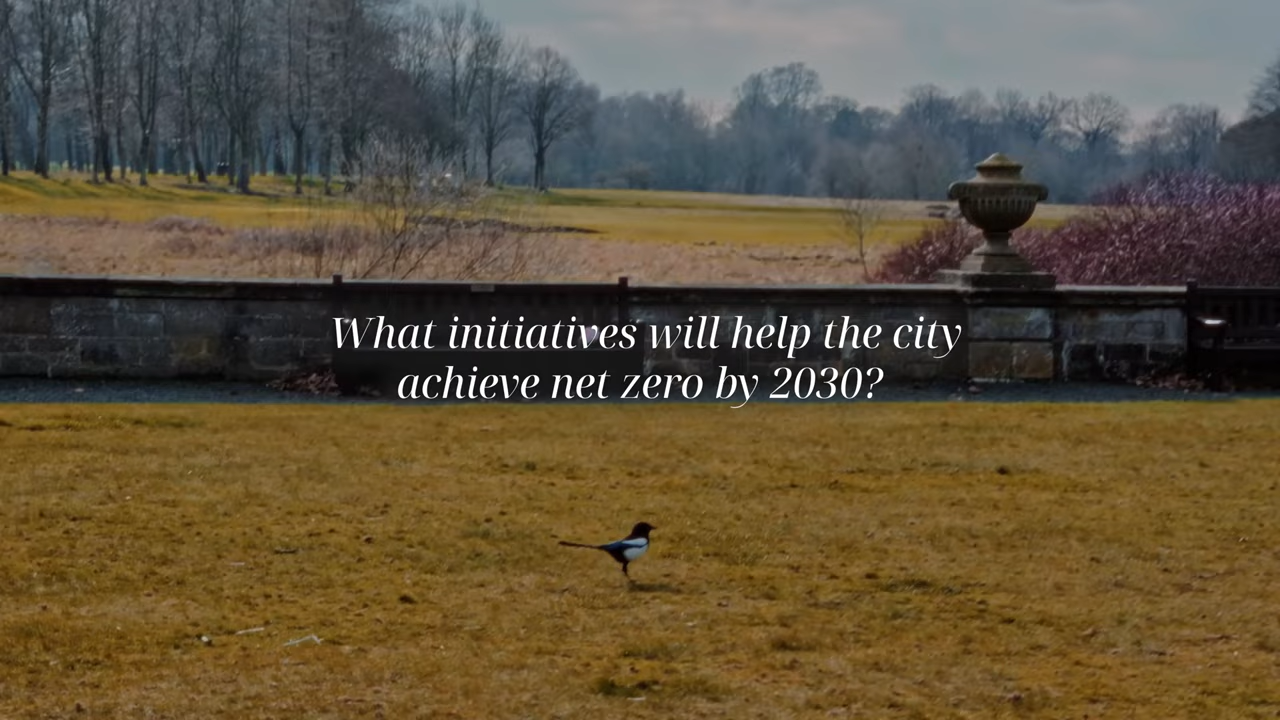 What initiatives will help the city
achieve net zero by 2030?